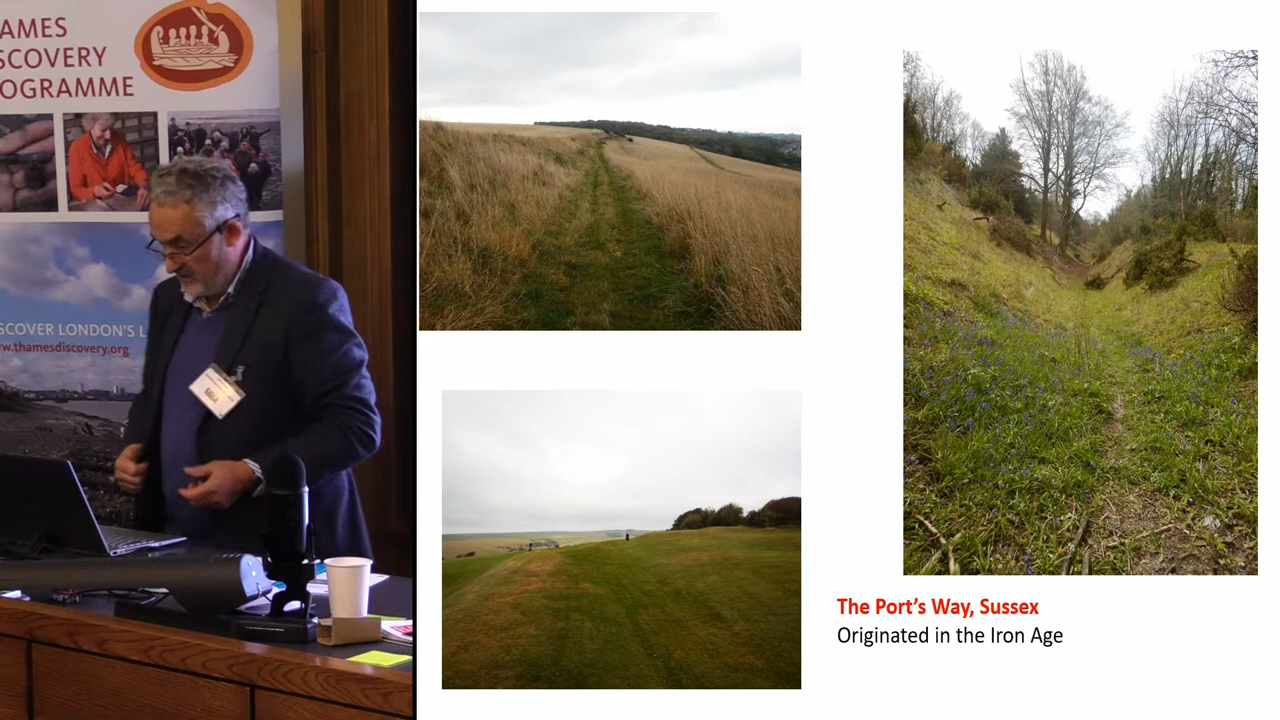 AMES
SCOVERY
OGRAMME
SCOVER LONDON'S L
w.thamesdiscovery.org
The Port's Way, Sussex
Originated in the Iron Age